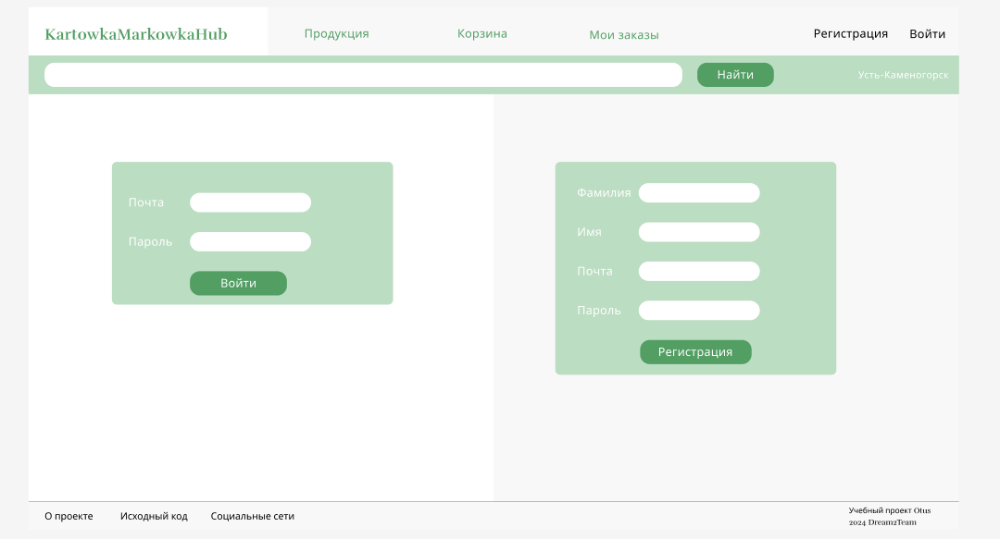 KartowkaMarkowkaHub
Продукция
Корзина
Мои заказы
Регистрация
Войти
Найти
Усть-Каменогорск
Почта
Пароль
Войти
Фамилия
Имя
Почта
Пароль
Регистрация
О проекте
Исходный код
Социальные сети
Учебный проект Otus
2024 Dream2Team